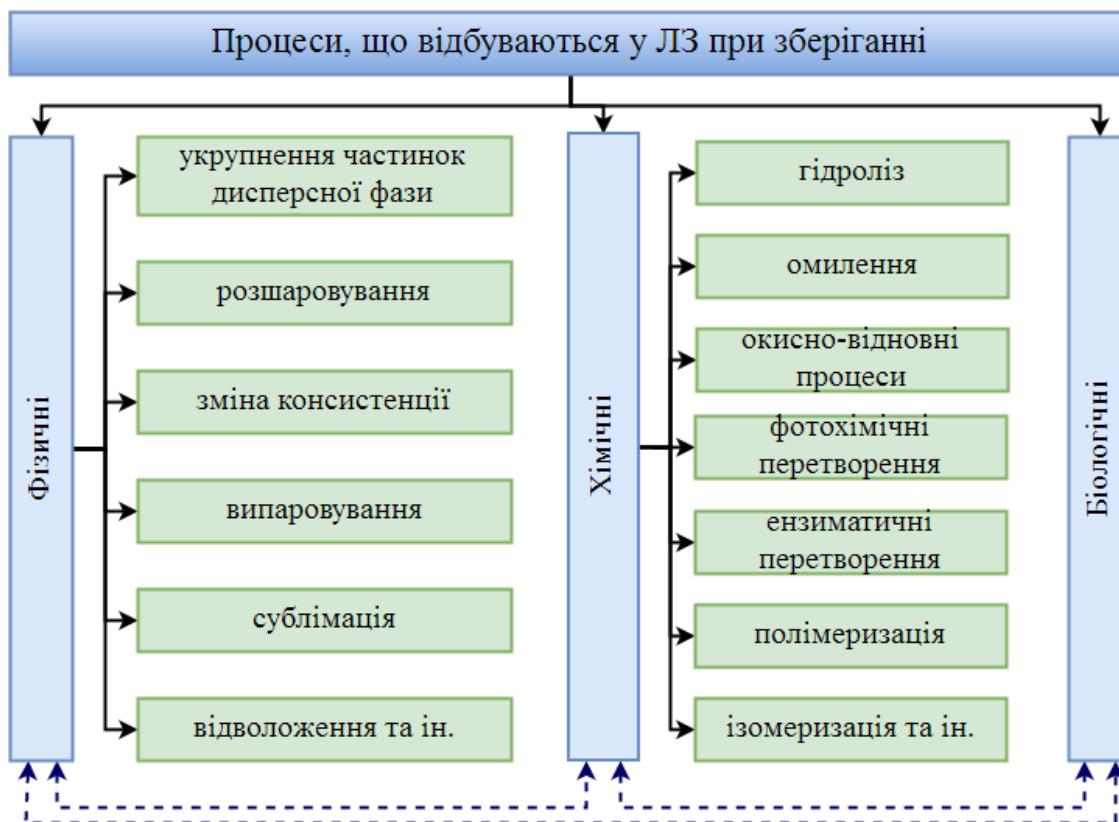 Процеси, що відбуваються у ЛЗ при зберіганні
Фізичні
укрупнення частинок
дисперсної фази
розшаровування
зміна консистенції
випаровування
сублімація
відволоження та ін.
Хімічні
гідроліз
омилення
окисно-відновні
процеси
фотохімічні
перетворення
ензиматичні
перетворення
полімеризація
ізомеризація та ін.
Біологічні